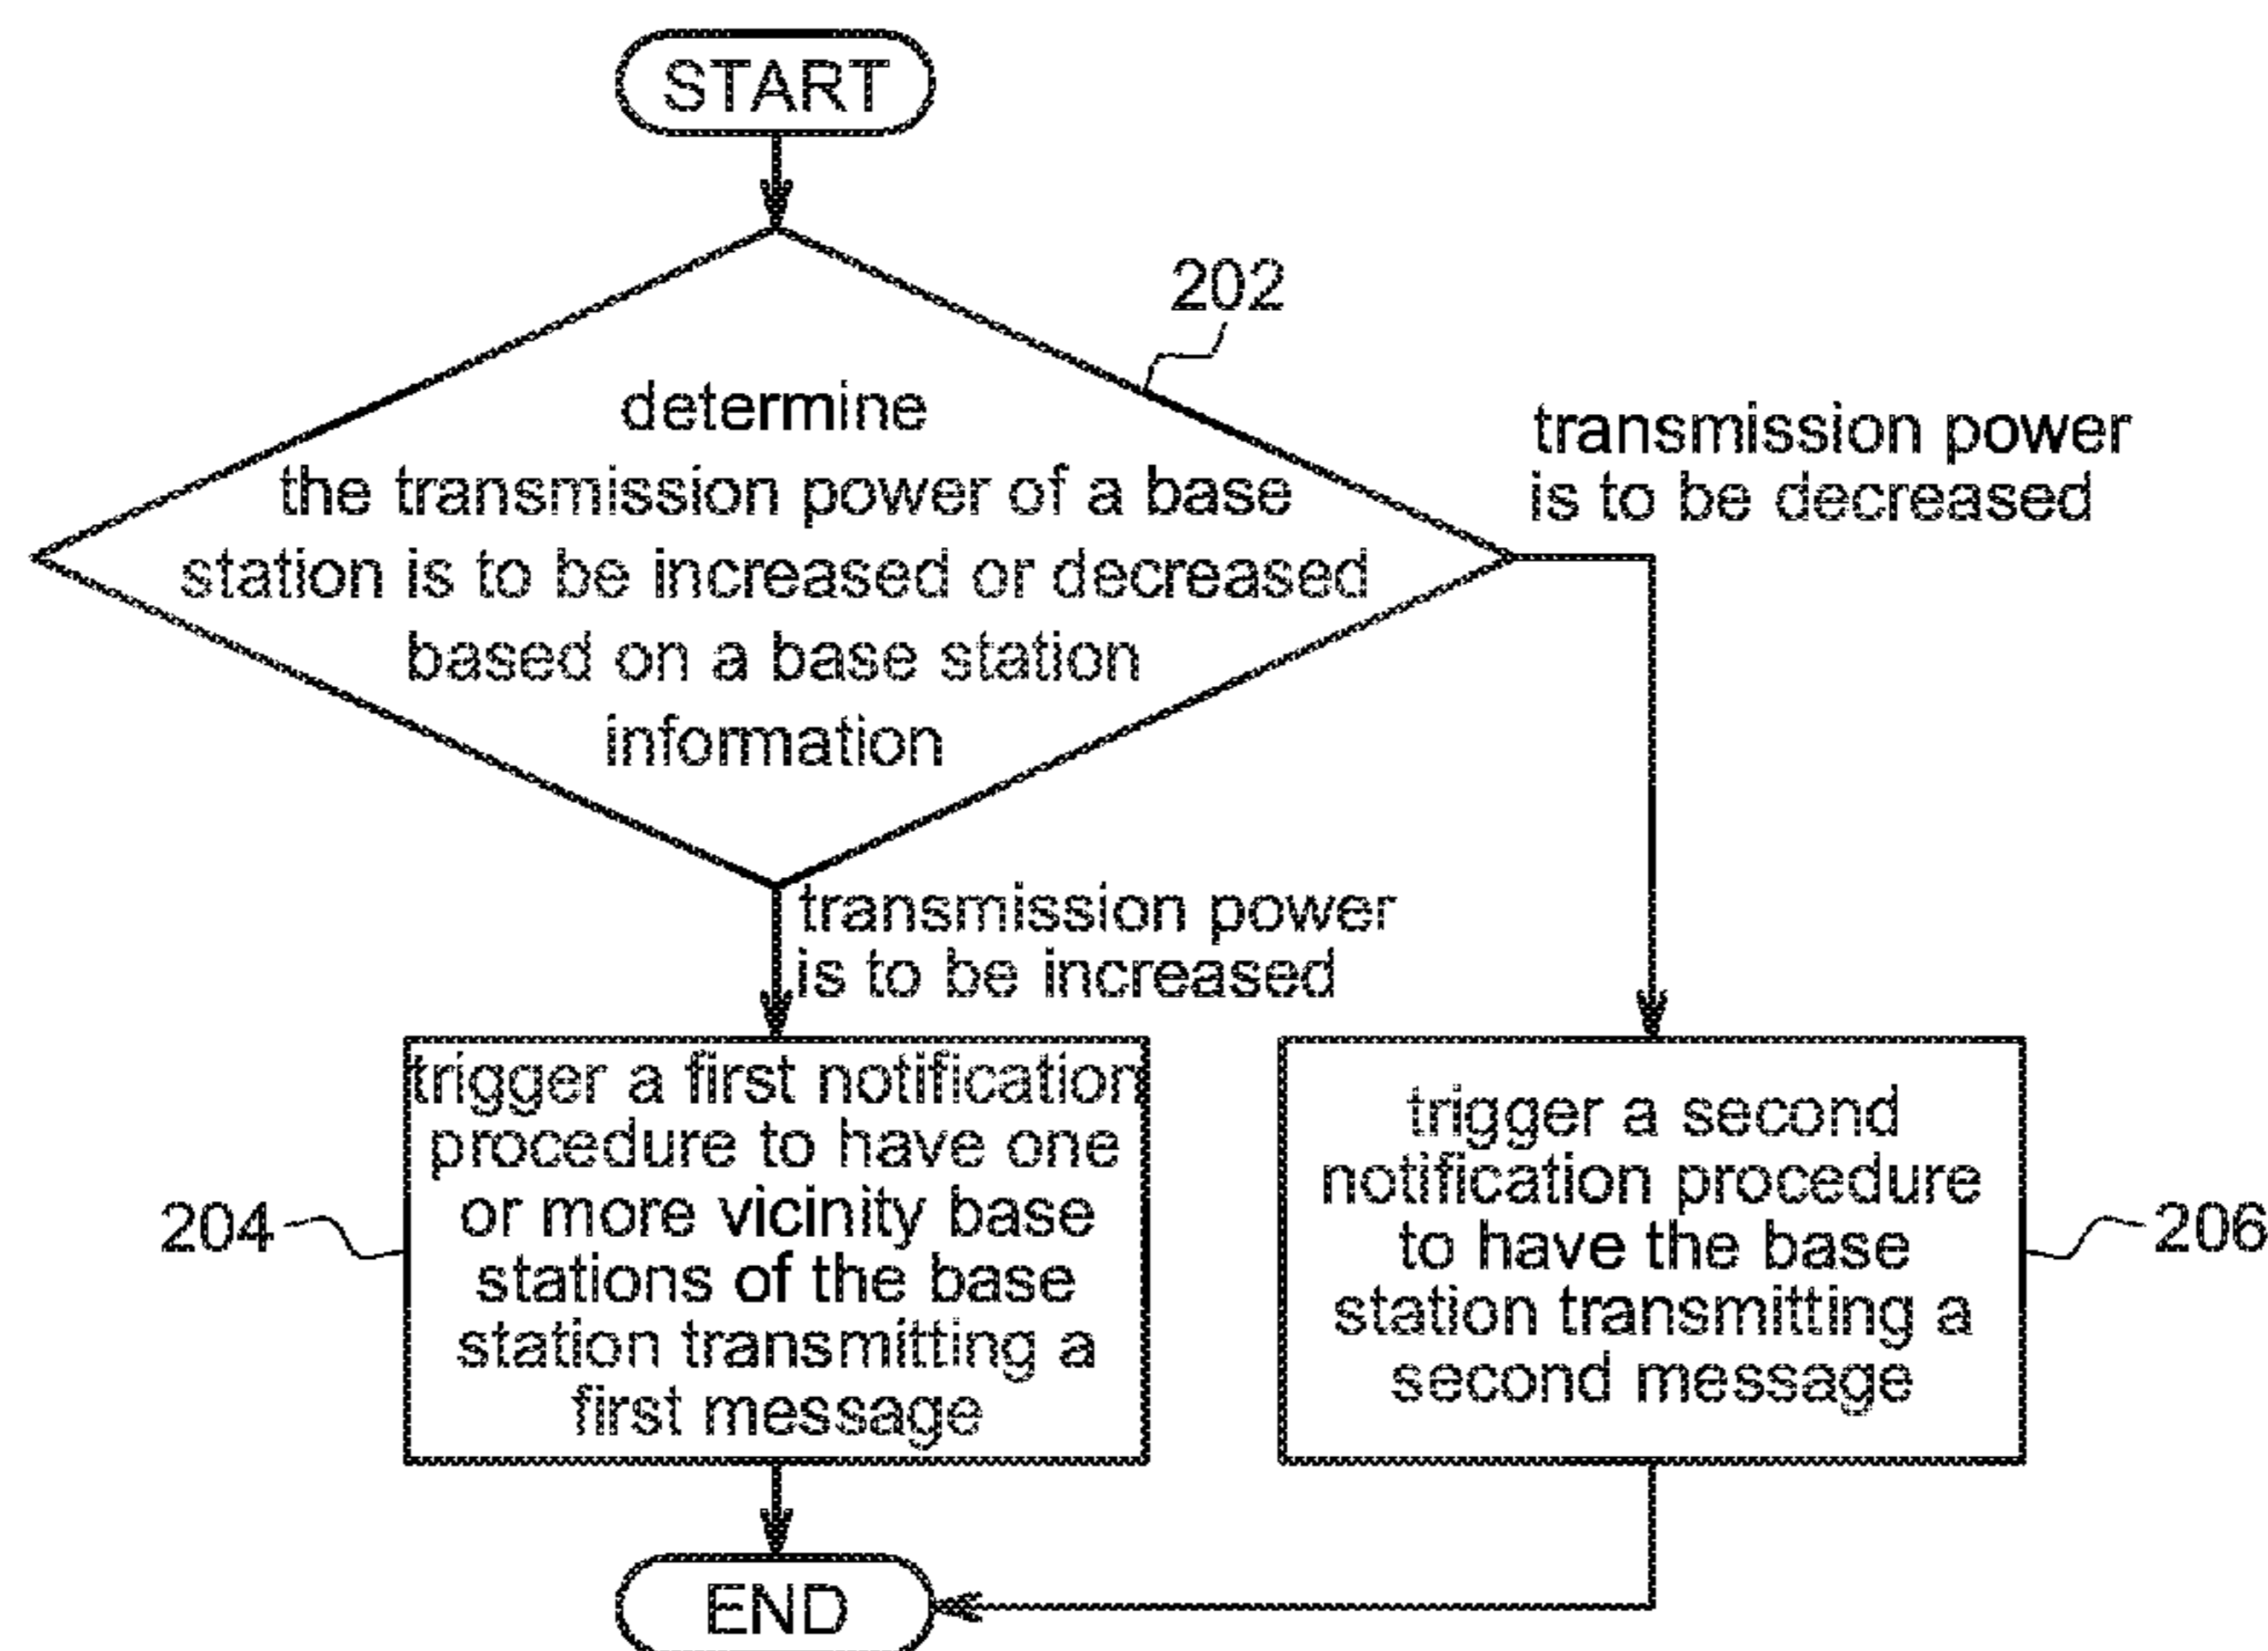 START
202
determine
the transmission power of a base
station is to be increased or decreased
based on a base station
information
transmission power
is to be decreased
transmission power
is to be increased
204
trigger a first notification
procedure to have one
or more vicinity base
stations of the base
station transmitting a
first message
trigger a second
notification procedure
to have the base
station transmitting a
second message
206
END